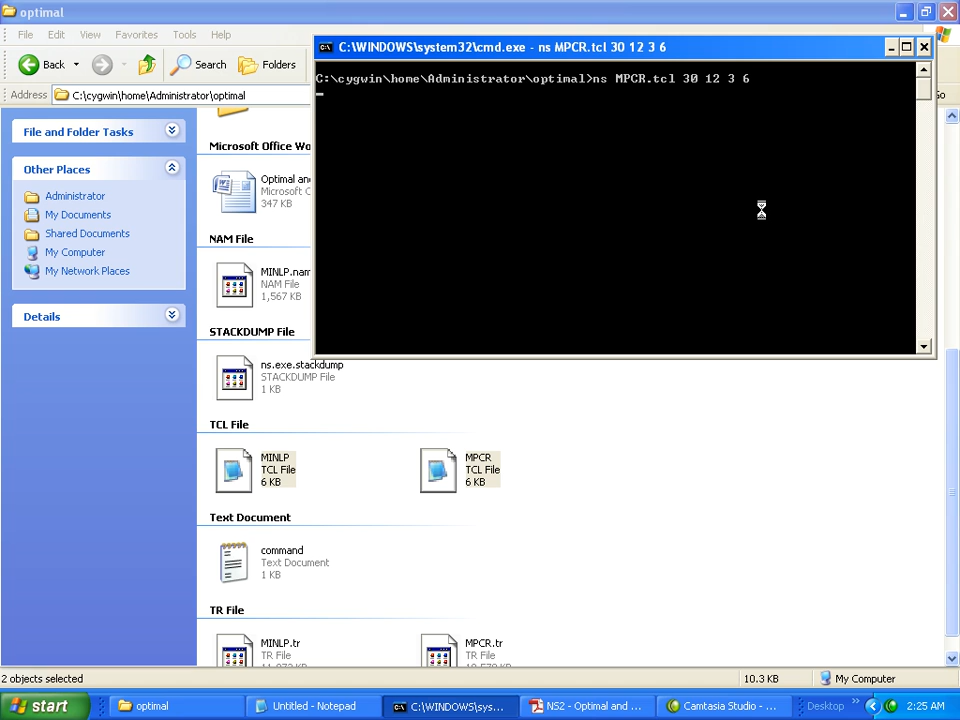 optimal
File Edit View Favorites Tools Help
Back Search Folders
Address C:\cygwin\home\Administrator\optimal
C:\WINDOWS\system32\cmd.exe - ns MPCR.tcl 30 12 3 6
C:\cygwin\home\Administrator\optimal>ns MPCR.tcl 30 12 3 6
File and Folder Tasks
Other Places
Administrator
My Documents
Shared Documents
My Computer
My Network Places
Details
Microsoft Office Wo
Optimal and
Microsoft
347 KB
NAM File
MINLP.nam
NAM File
1,567 KB
STACKDUMP File
ns.exe.stackdump
STACKDUMP File
1 KB
TCL File
MINLP
TCL File
6 KB
MPCR
TCL File
6 KB
Text Document
command
Text Document
1 KB
TR File
MINLP.tr
TR File
MPCR.tr
TR File
2 objects selected
10.3 KB
My Computer
start
optimal
Untitled - Notepad
C:\WINDOWS\sys...
NS2 - Optimal and ...
Camtasia Studio - ...
Desktop
2:25 AM